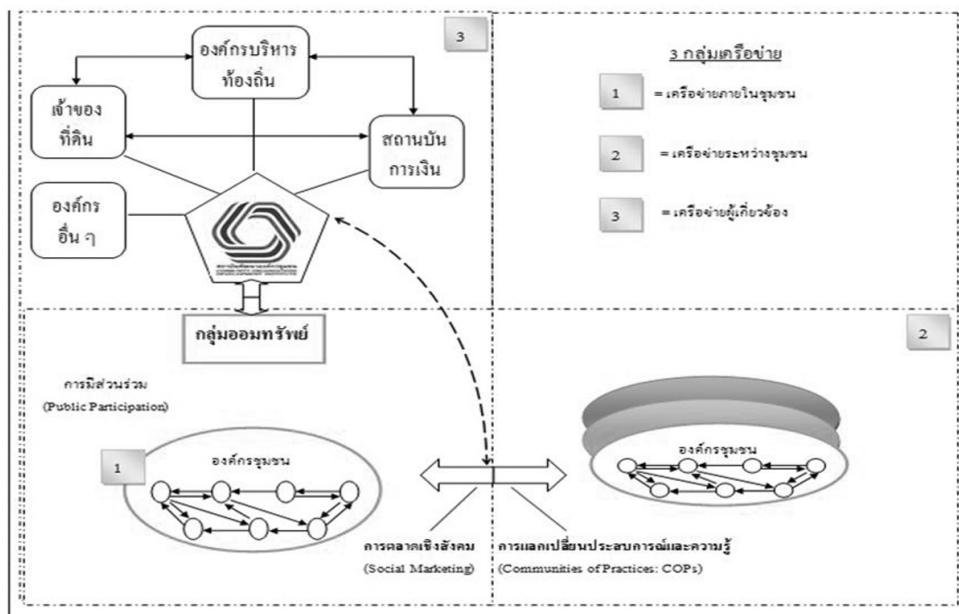 3
องค์กรบริหาร
ท้องถิ่น
เจ้าของ
ที่ดิน
สถาบัน
การเงิน
องค์กร
อื่น ๆ
กลุ่มออมทรัพย์
3 กลุ่มเครือข่าย
1 = เครือข่ายภายในชุมชน
2 = เครือข่ายระหว่างชุมชน
3 = เครือข่ายผู้เกี่ยวข้อง
การมีส่วนร่วม
(Public Participation)
1
องค์กรชุมชน
2
องค์กรชุมชน
การตลาดเชิงสังคม
(Social Marketing)
การแลกเปลี่ยนประสบการณ์และความรู้
(Communities of Practices: COPs)